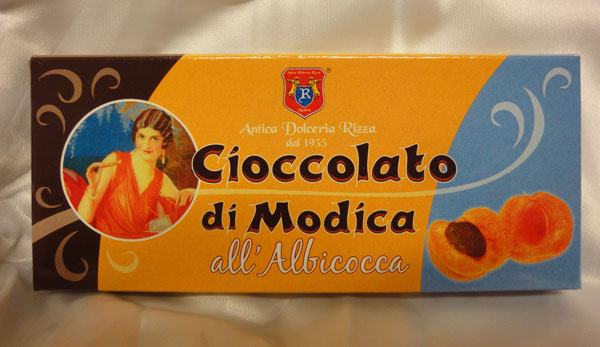 R
Antica Dolceria Rizza
dal 1935
Cioccolato
di Modica
all'Albicocca